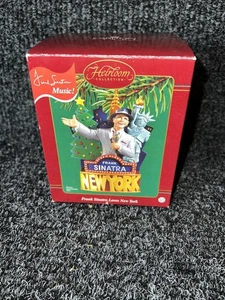 Heirloom
COLLECTION
Frank Sinatra
Music!
FRANK
SINATRA
NEW YORK
Frank Sinatra Loves New York